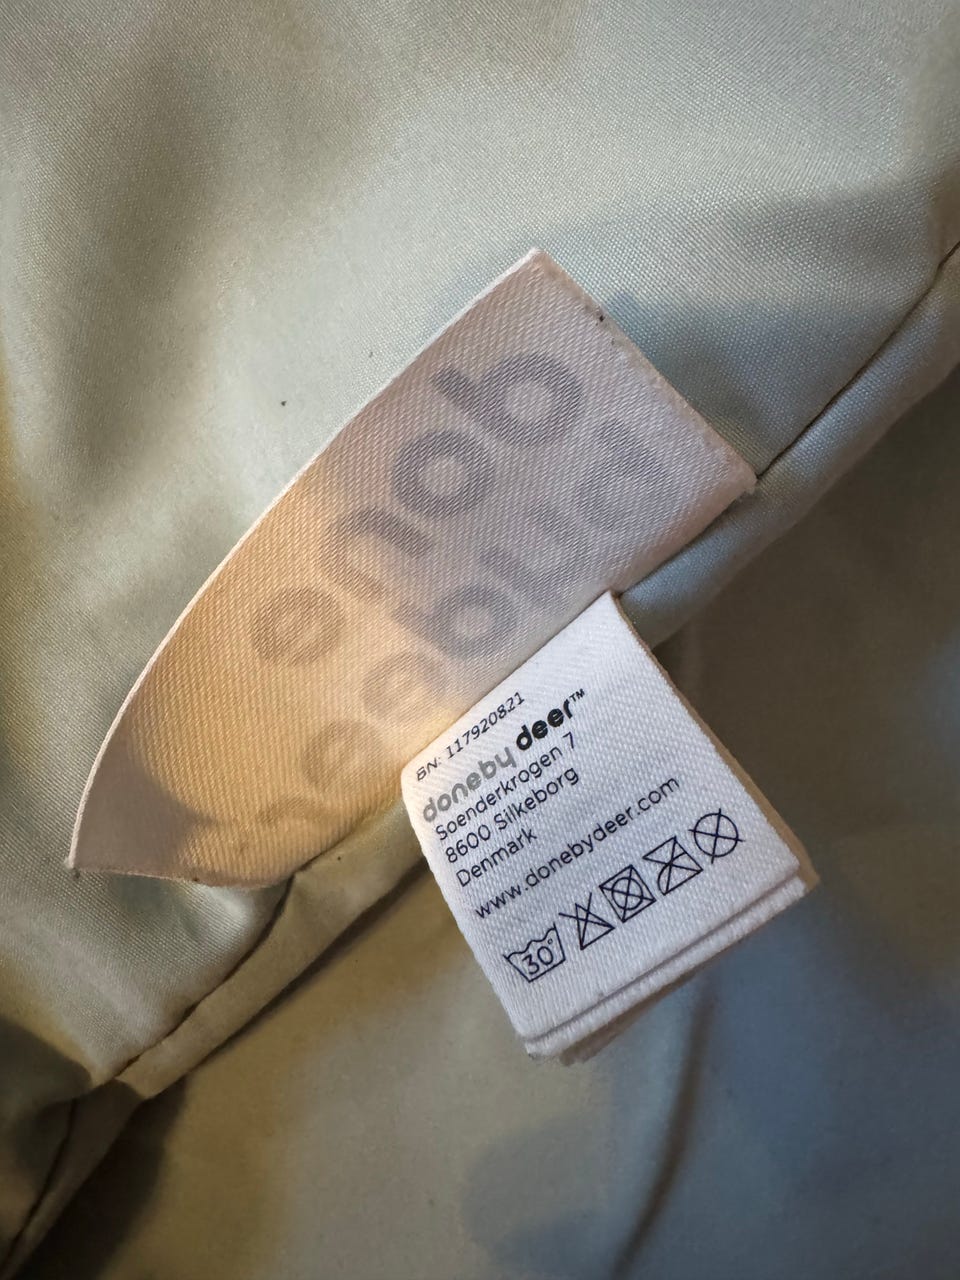 BN: 117920821
doneby deer™
Soenderkrogen 7
8600 Silkeborg
Denmark
www.donebydeer.com
30°